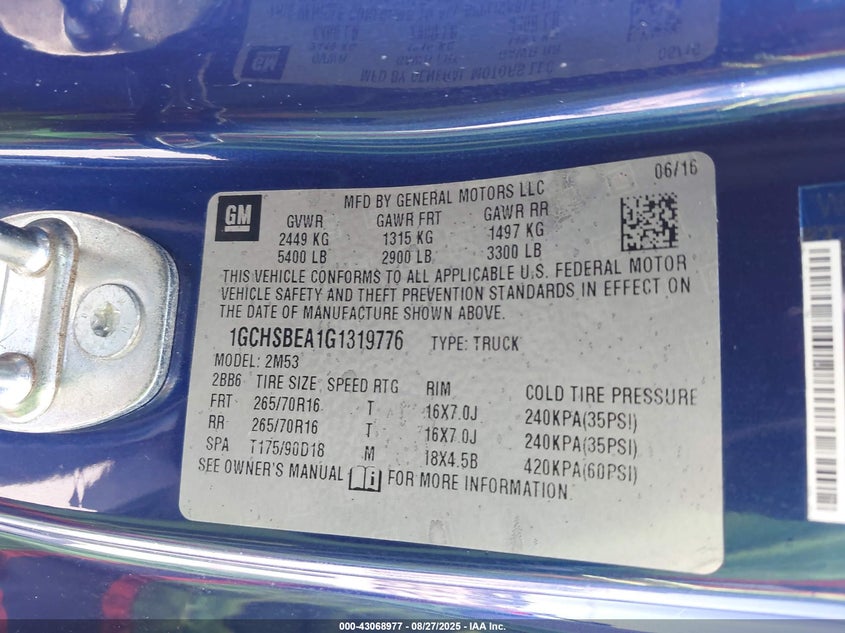 06/16
MFD BY GENERAL MOTORS LLC
GM
GVWR GAWR FRT GAWR RR
2449 KG 1315 KG 1497 KG
5400 LB 2900 LB 3300 LB
THIS VEHICLE CONFORMS TO ALL APPLICABLE U.S. FEDERAL MOTOR
VEHICLE SAFETY AND THEFT PREVENTION STANDARDS IN EFFECT ON
THE DATE OF MANUFACTURE SHOWN ABOVE.
1GCHSBEA1G1319776 TYPE: TRUCK
MODEL: 2M53
2BB6 TIRE SIZE SPEED RTG RIM COLD TIRE PRESSURE
FRT 265/70R16 T 16X7.0J 240KPA(35PSI)
RR 265/70R16 T 16X7.0J 240KPA(35PSI)
SPA T175/90D18 M 18X4.5B 420KPA(60PSI)
SEE OWNER'S MANUAL FOR MORE INFORMATION.
000-43068977 - 08/27/2025 - IAA Inc.